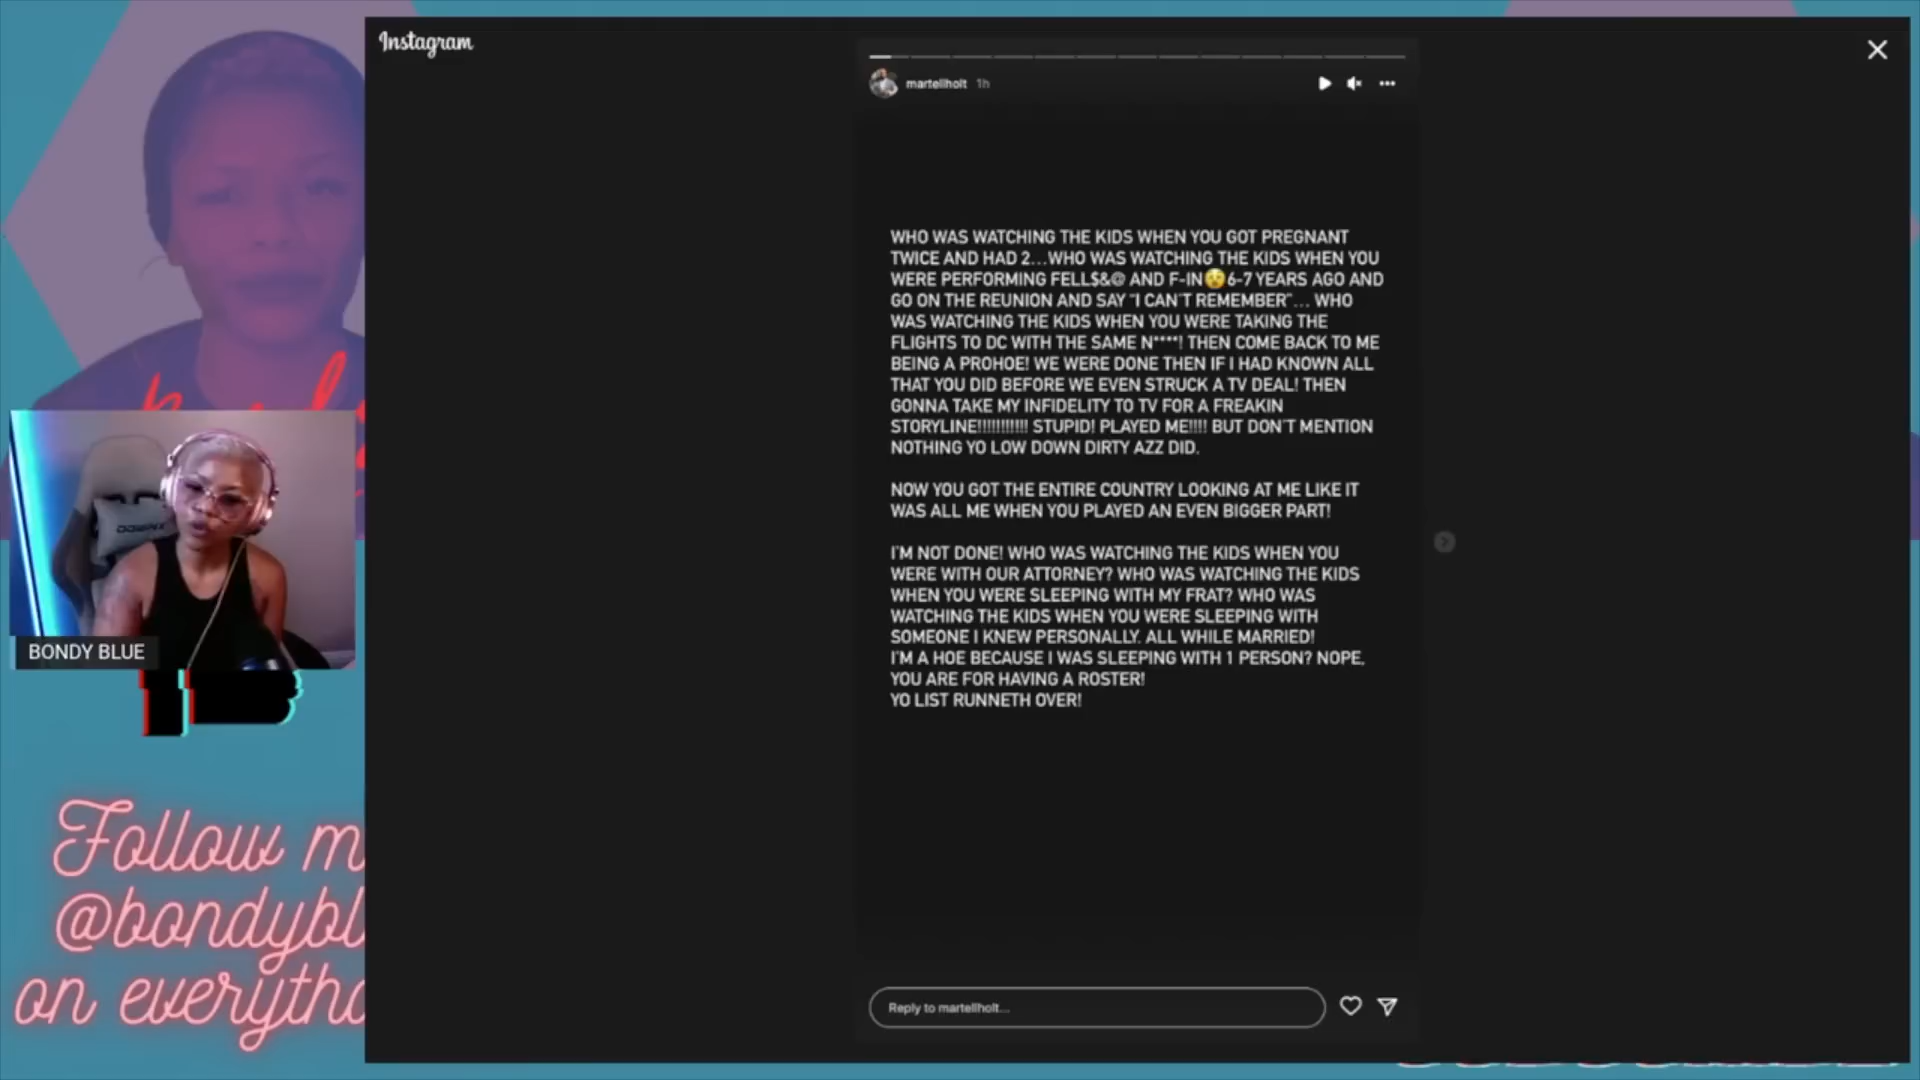 Instagram
martellholt 1h
WHO WAS WATCHING THE KIDS WHEN YOU GOT PREGNANT
TWICE AND HAD 2...WHO WAS WATCHING THE KIDS WHEN YOU
WERE PERFORMING FELL$&@ AND F-IN😧6-7 YEARS AGO AND
GO ON THE REUNION AND SAY "I CAN'T REMEMBER"... WHO
WAS WATCHING THE KIDS WHEN YOU WERE TAKING THE
FLIGHTS TO DC WITH THE SAME N****! THEN COME BACK TO ME
BEING A PROHOE! WE WERE DONE THEN IF I HAD KNOWN ALL
THAT YOU DID BEFORE WE EVEN STRUCK A TV DEAL! THEN
GONNA TAKE MY INFIDELITY TO TV FOR A FREAKIN
STORYLINE!!!!!!!!!!! STUPID! PLAYED ME!!!! BUT DON'T MENTION
NOTHING YO LOW DOWN DIRTY AZZ DID.
NOW YOU GOT THE ENTIRE COUNTRY LOOKING AT ME LIKE IT
WAS ALL ME WHEN YOU PLAYED AN EVEN BIGGER PART!
I'M NOT DONE! WHO WAS WATCHING THE KIDS WHEN YOU
WERE WITH OUR ATTORNEY? WHO WAS WATCHING THE KIDS
WHEN YOU WERE SLEEPING WITH MY FRAT? WHO WAS
WATCHING THE KIDS WHEN YOU WERE SLEEPING WITH
SOMEONE I KNEW PERSONALLY. ALL WHILE MARRIED!
I'M A HOE BECAUSE I WAS SLEEPING WITH 1 PERSON? NOPE.
YOU ARE FOR HAVING A ROSTER!
YO LIST RUNNETH OVER!
Reply to martellholt...
BONDY BLUE
Follow m
@bondybl
on everyth